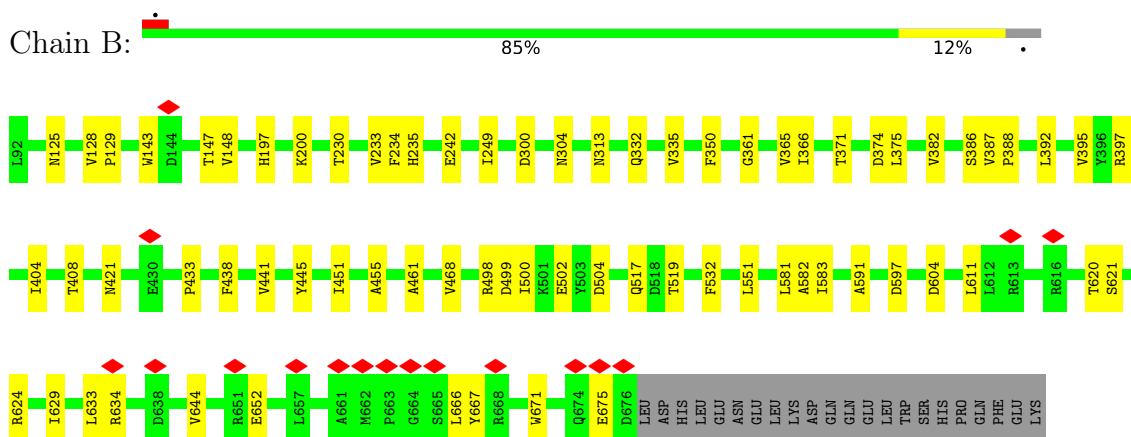 Chain B:
85%
12%
L92 N125 V128 P129 W143 D144 T147 V148 H197 K200 T230 V233 F234 H235 E242 I249 D300 N304 N313 Q332 V335 F350 G361 V365 I366 T371 D374 L375 V382 S386 V387 P388 L392 V395 Y396 R397
I404 T408 N421 E430 P433 F438 V441 Y445 I451 A455 A461 V468 R498 D499 I500 K501 E502 Y503 D504 Q517 D518 T519 F532 L551 L581 A582 I583 A591 D597 D604 L611 L612 R613 R616 T620 S621
R624 I629 L633 R634 D638 V644 R651 E652 L657 A661 M662 P663 G664 S665 L666 Y667 R668 W671 Q674 E675 D676 LEU ASP HIS LEU GLU ASN GLU LEU LYS ASP GLN GLN GLU LEU TRP SER HIS PRO GLN PHE GLU LYS